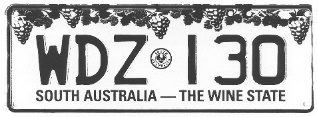 WDZ 130
SOUTH AUSTRALIA — THE WINE STATE